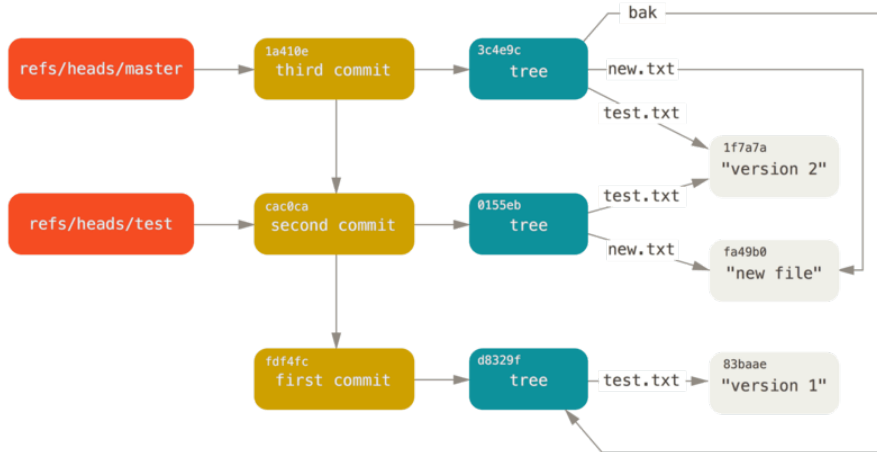 bak
1a410e
3c4e9c
refs/heads/master
third commit
tree
new.txt
test.txt
1f7a7a
"version 2"
cac0ca
0155eb
test.txt
refs/heads/test
second commit
tree
new.txt
fa49b0
"new file"
fdf4fc
d8329f
83baae
first commit
tree
test.txt
"version 1"